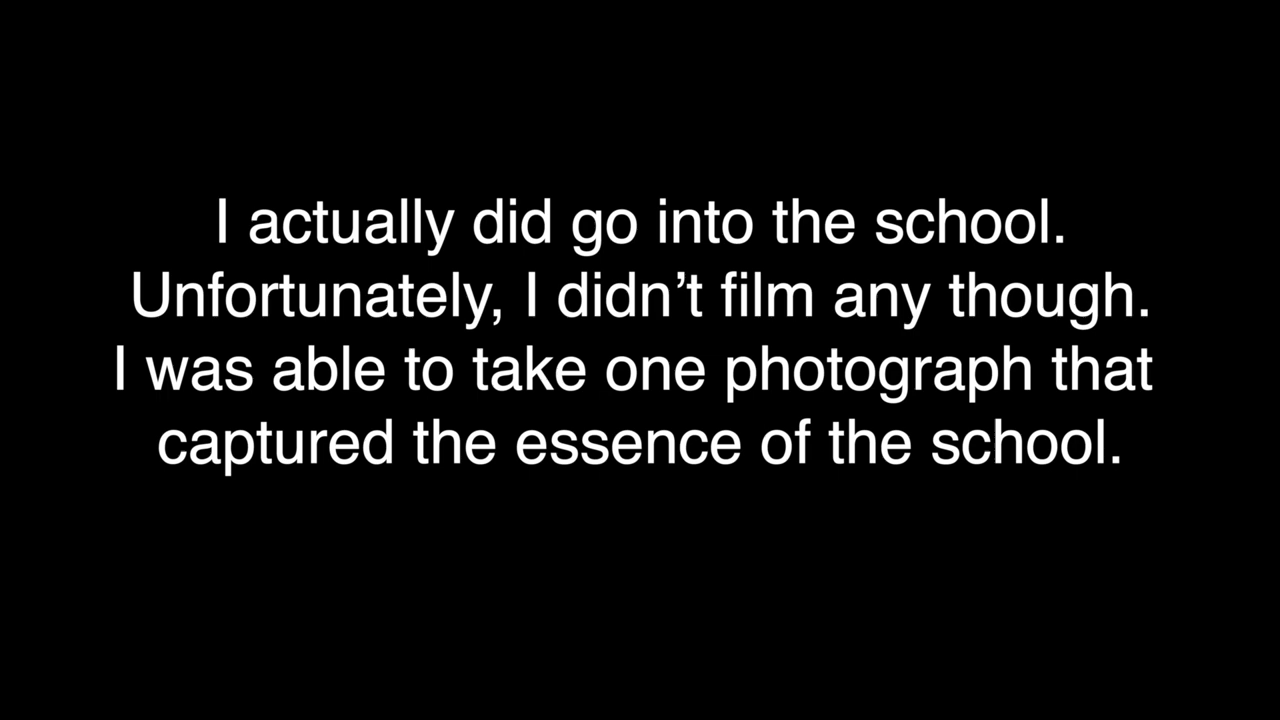 I actually did go into the school.
Unfortunately, I didn’t film any though.
I was able to take one photograph that
captured the essence of the school.